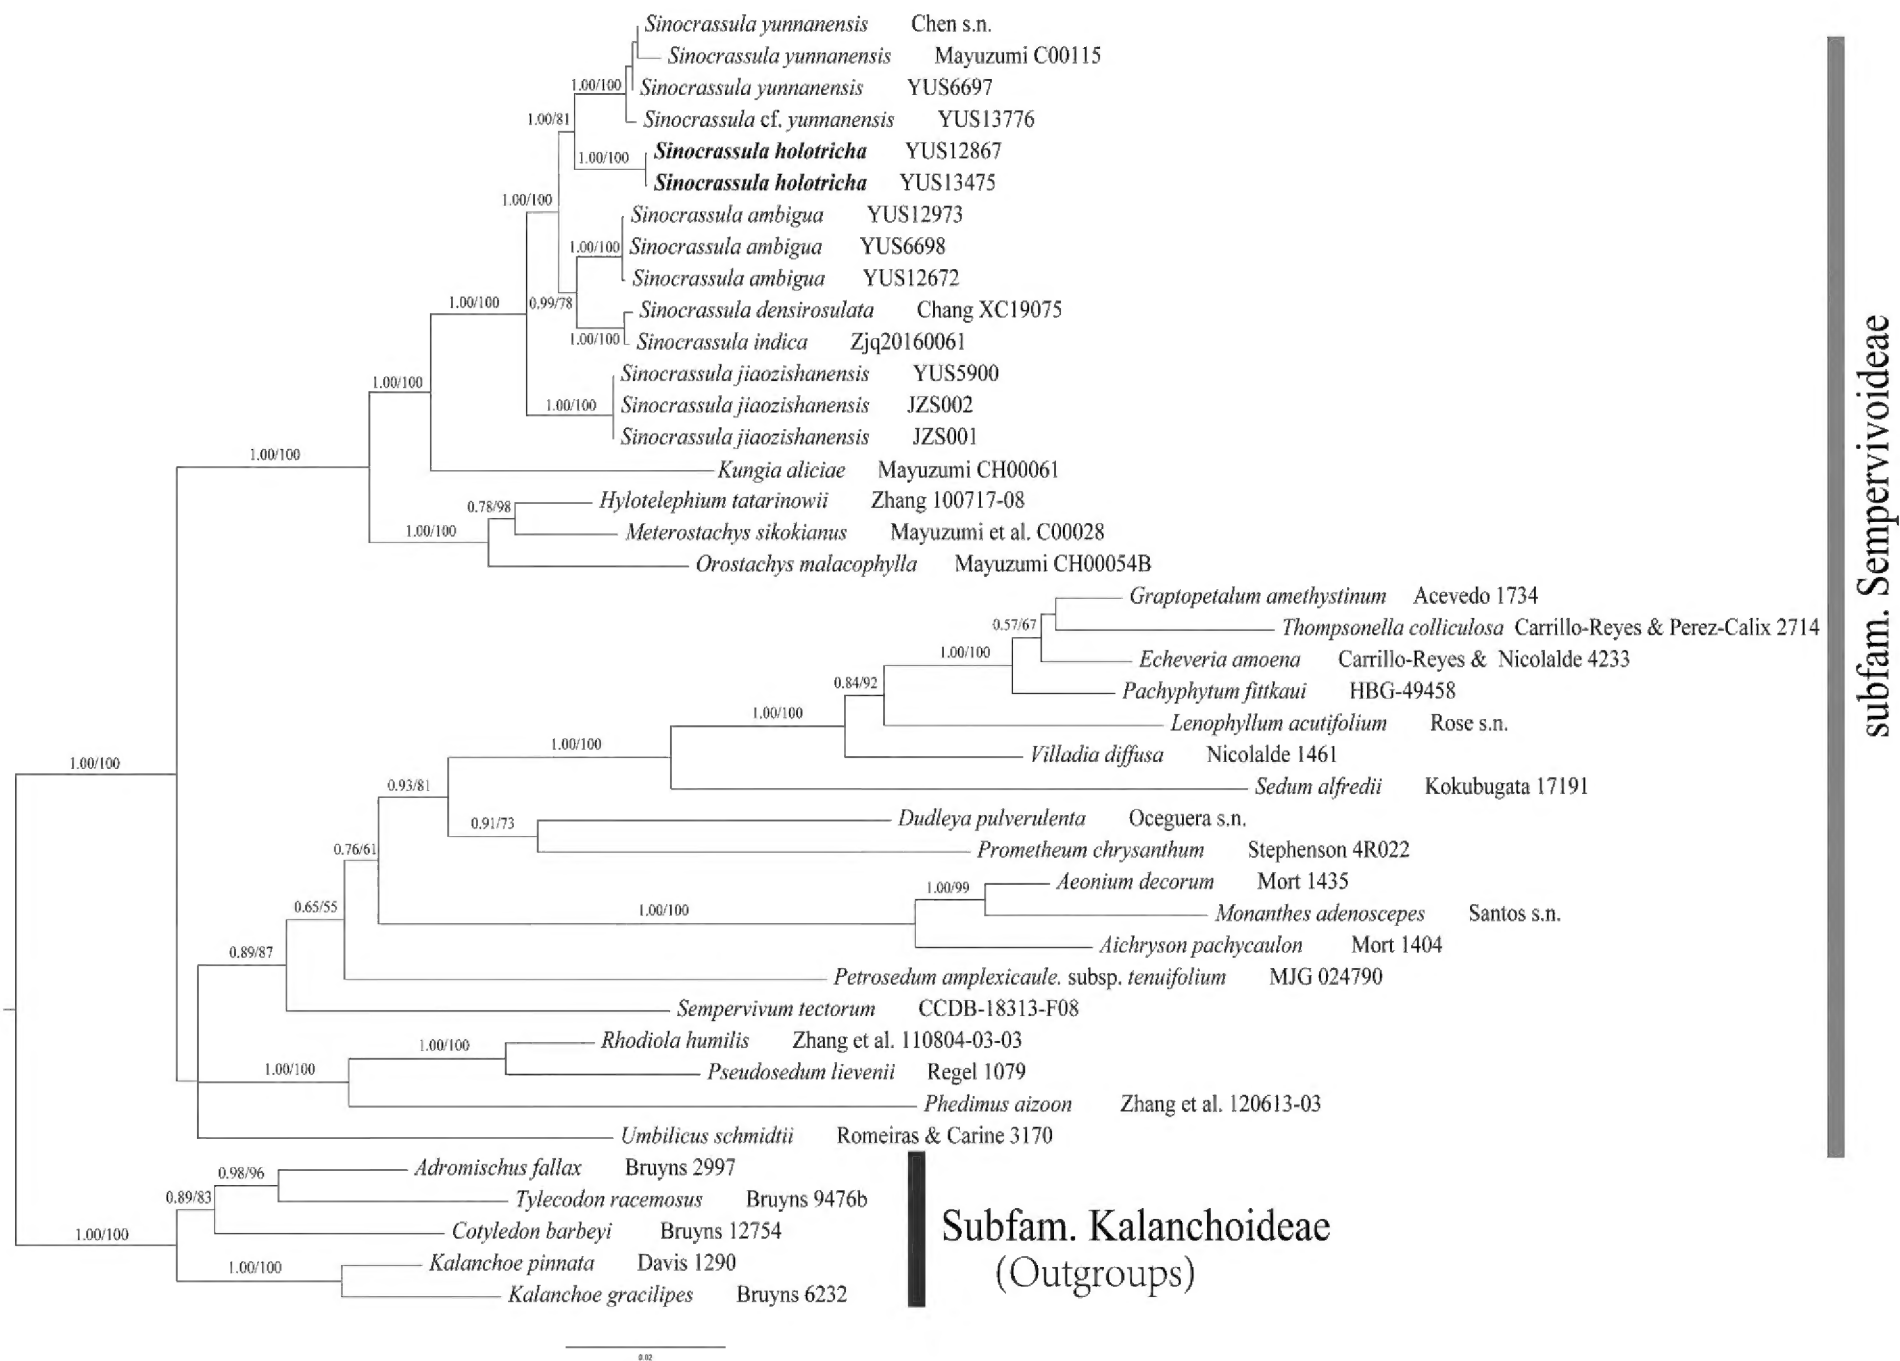 Sinocrassula yunnanensis Chen s.n.
Sinocrassula yunnanensis Mayuzumi C00115
1.00/100 Sinocrassula yunnanensis YUS6697
1.00/81 Sinocrassula cf. yunnanensis YUS13776
1.00/100 Sinocrassula holotricha YUS12867
Sinocrassula holotricha YUS13475
1.00/100 Sinocrassula ambigua YUS12973
1.00/100 Sinocrassula ambigua YUS6698
Sinocrassula ambigua YUS12672
1.00/100 0.99/78 Sinocrassula densirosulata Chang XC19075
1.00/100 Sinocrassula indica Zjq20160061
1.00/100 Sinocrassula jiaozishanensis YUS5900
1.00/100 Sinocrassula jiaozishanensis JZS002
Sinocrassula jiaozishanensis JZS001
1.00/100 Kungia aliciae Mayuzumi CH00061
0.78/98 Hylotelephium tatarinowii Zhang 100717-08
1.00/100 Meterostachys sikokianus Mayuzumi et al. C00028
Orostachys malacophylla Mayuzumi CH00054B
Graptopetalum amethystinum Acevedo 1734
0.57/67 Thompsonella colliculosa Carrillo-Reyes & Perez-Calix 2714
1.00/100 Echeveria amoena Carrillo-Reyes & Nicolalde 4233
0.84/92 Pachyphytum fittkaui HBG-49458
1.00/100 Lenophyllum acutifolium Rose s.n.
1.00/100 Villadia diffusa Nicolalde 1461
1.00/100
0.93/81 Sedum alfredii Kokubugata 17191
0.91/73 Dudleya pulverulenta Oceguera s.n.
0.76/61 Prometheum chrysanthum Stephenson 4R022
1.00/99 Aeonium decorum Mort 1435
0.65/55 1.00/100 Monanthes adenoscepes Santos s.n.
0.89/87 Aichryson pachycaulon Mort 1404
Petrosedum amplexicaule. subsp. tenuifolium MJG 024790
Sempervivum tectorum CCDB-18313-F08
1.00/100 Rhodiola humilis Zhang et al. 110804-03-03
1.00/100 Pseudosedum lievenii Regel 1079
Phedimus aizoon Zhang et al. 120613-03
Umbilicus schmidtii Romeiras & Carine 3170
0.98/96 Adromischus fallax Bruyns 2997
0.89/83 Tylecodon racemosus Bruyns 9476b
1.00/100 Cotyledon barbeyi Bruyns 12754
1.00/100 Kalanchoe pinnata Davis 1290
Kalanchoe gracilipes Bruyns 6232
subfam. Sempervivoideae
Subfam. Kalanchoideae
(Outgroups)
0.02